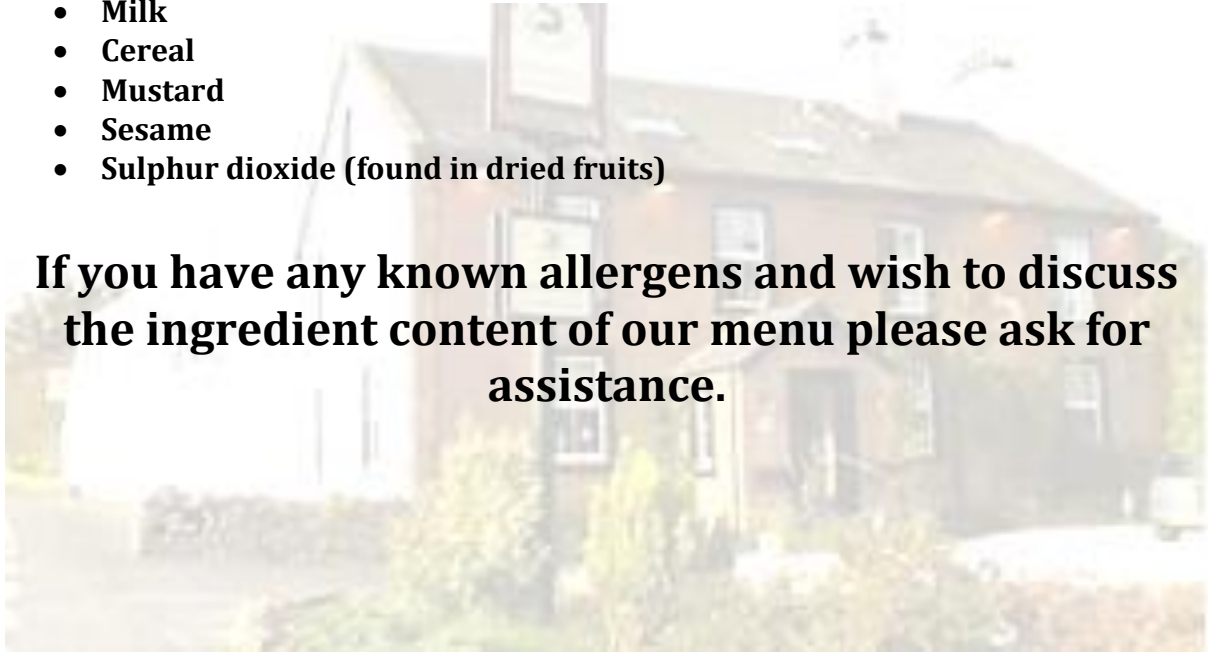 • Milk
• Cereal
• Mustard
• Sesame
• Sulphur dioxide (found in dried fruits)
If you have any known allergens and wish to discuss
the ingredient content of our menu please ask for
assistance.